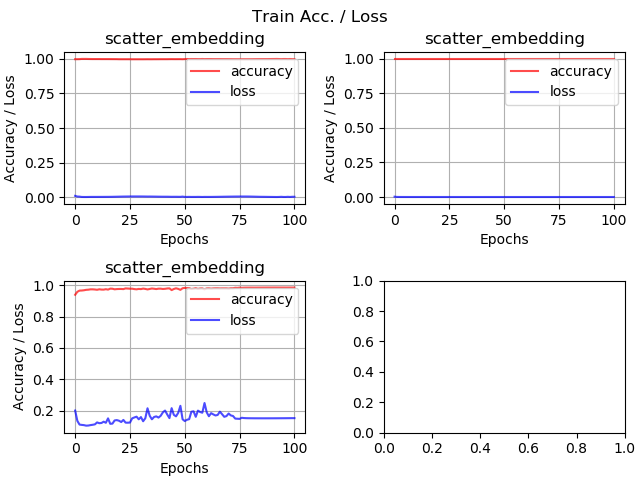 Train Acc. / Loss
scatter_embedding
1.00
0.75
0.50
0.25
0.00
Accuracy / Loss
accuracy
loss
0 25 50 75 100
Epochs
scatter_embedding
1.00
0.75
0.50
0.25
0.00
Accuracy / Loss
accuracy
loss
0 25 50 75 100
Epochs
scatter_embedding
1.0
0.8
0.6
0.4
0.2
Accuracy / Loss
accuracy
loss
0 25 50 75 100
Epochs
1.0
0.8
0.6
0.4
0.2
0.0
0.0 0.2 0.4 0.6 0.8 1.0